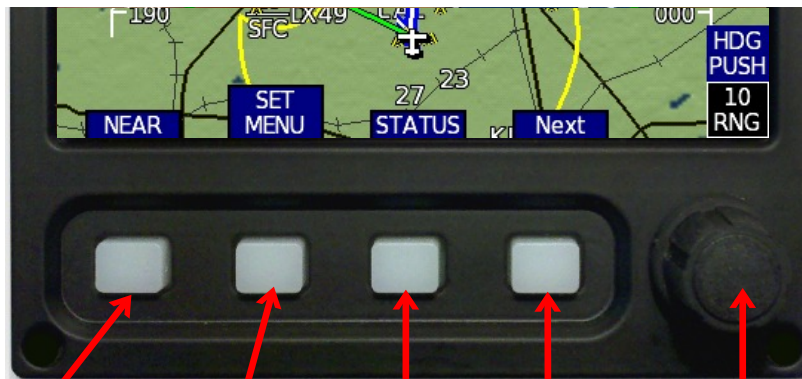 190
LX49
000
SFC
HDG
PUSH
23
27
10
RNG
NEAR
SET
MENU
STATUS
Next